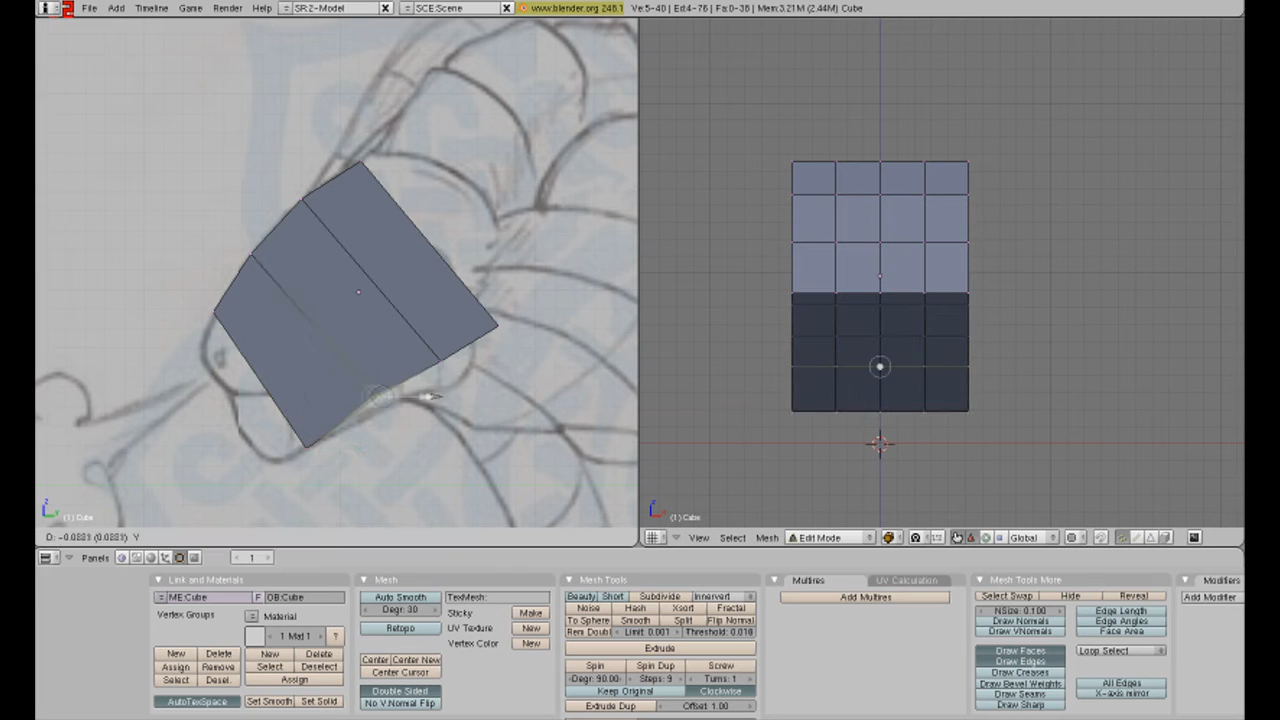 File Add Timeline Game Render Help SR:2-Model SCE:Scene www.blender.org 248.1 Ve:5-40 | Ed:4-76 | Fa:0-38 | Mem:3.21M (2.44M) Cube
(1) Cube
(1) Cube
D: -0.0883 (0.0883) Y
View Select Mesh Edit Mode Global
Panels 1
Link and Materials
ME:Cube F OB:Cube
Vertex Groups
Material
1 Mat 1 ?
New Delete New Delete
Assign Remove Select Deselect
Select Desel. Assign
AutoTexSpace Set Smooth Set Solid
Mesh
Auto Smooth
Degr: 30
Retopo
Center Center New
Center Cursor
Double Sided
No V.Normal Flip
TexMesh:
Sticky Make
UV Texture New
Vertex Color New
Mesh Tools
Beauty Short Subdivide Innervert
Noise Hash Xsort Fractal
To Sphere Smooth Split Flip Normal
Rem Doubl Limit: 0.001 Threshold: 0.010
Extrude
Spin Spin Dup Screw
Degr: 90.00 Steps: 9 Turns: 1
Keep Original Clockwise
Extrude Dup Offset: 1.00
Multires UV Calculation
Add Multires
Mesh Tools More
Select Swap Hide Reveal
NSize: 0.100
Draw Normals
Draw VNormals
Edge Length
Edge Angles
Face Area
Draw Faces
Draw Edges
Draw Creases
Draw Bevel Weights
Draw Seams
Draw Sharp
Loop Select
All Edges
X-axis mirror
Modifiers
Add Modifier